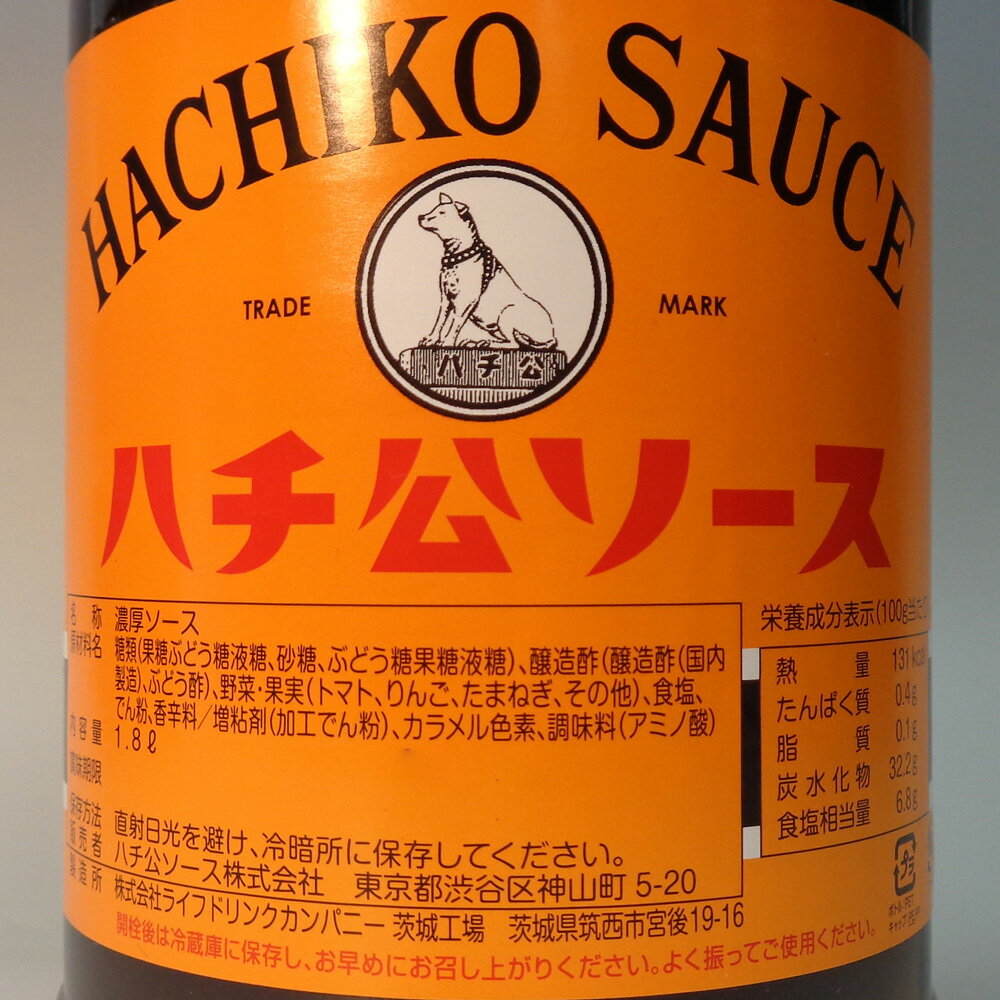 HACHIKO SAUCE
TRADE MARK
ハチ公
ハチ公ソース
名称 濃厚ソース
原材料名 糖類(果糖ぶどう糖液糖、砂糖、ぶどう糖果糖液糖)、醸造酢(醸造酢(国内
製造)、ぶどう酢)、野菜・果実(トマト、りんご、たまねぎ、その他)、食塩、
でん粉、香辛料/増粘剤(加工でん粉)、カラメル色素、調味料(アミノ酸)
内容量 1.8ℓ
賞味期限
保存方法 直射日光を避け、冷暗所に保存してください。
販売者 ハチ公ソース株式会社 東京都渋谷区神山町5-20
製造所 株式会社ライフドリンクカンパニー 茨城工場 茨城県筑西市宮後19-16
開栓後は冷蔵庫に保存し、お早めにお召し上がりください。よく振ってご使用ください。
栄養成分表示(100g当た
熱量 131kcal
たんぱく質 0.4g
脂質 0.1g
炭水化物 32.2g
食塩相当量 6.8g
プラ
ボトル:PET